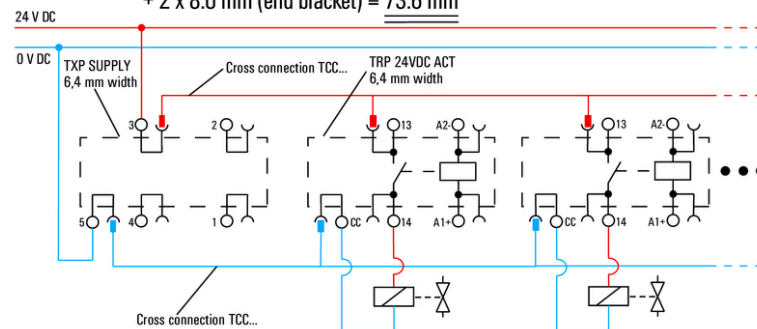 + 2 x 8.0 mm (end bracket) = 73.6 mm
24 V DC
0 V DC
TXP SUPPLY
6,4 mm width
Cross connection TCC...
TRP 24VDC ACT
6,4 mm width
3
2
13
A2-
13
A2-
5
4
1
CC
14
A1+
CC
14
A1+
Cross connection TCC...